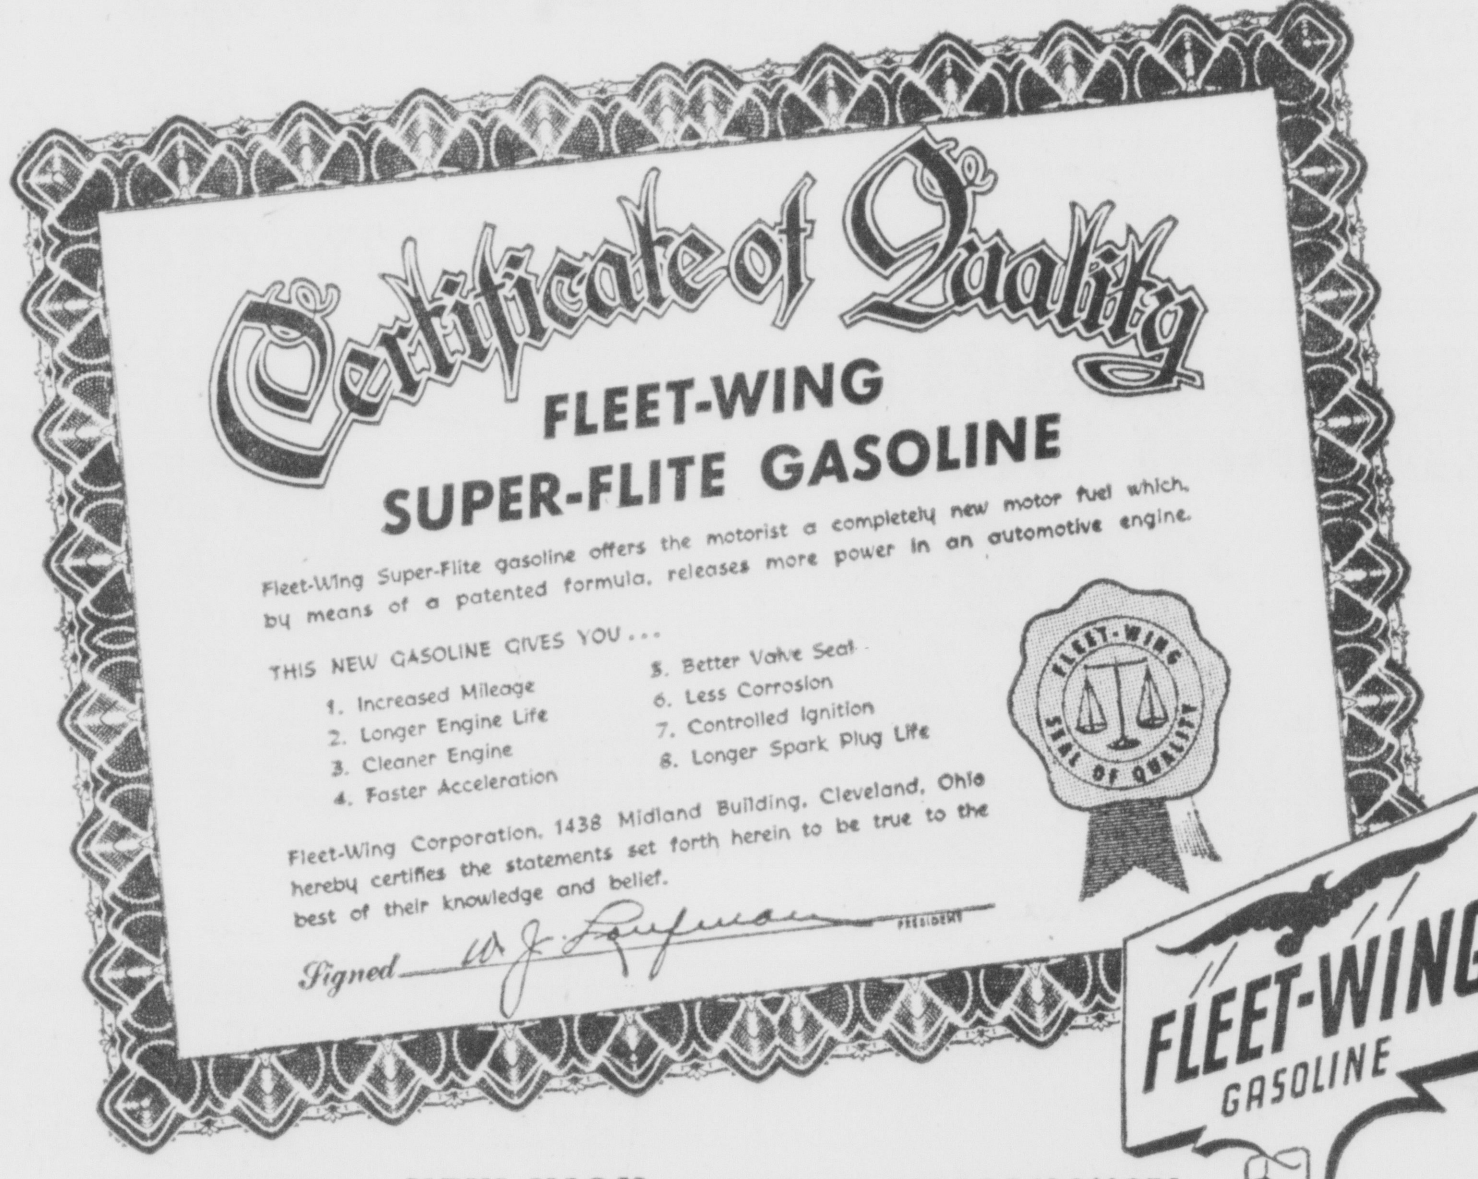 Certificate of Quality
FLEET-WING
SUPER-FLITE GASOLINE
Fleet-Wing Super-Flite gasoline offers the motorist a completely new motor fuel which,
by means of a patented formula, releases more power in an automotive engine.
THIS NEW GASOLINE GIVES YOU...
1. Increased Mileage
2. Longer Engine Life
3. Cleaner Engine
4. Faster Acceleration
5. Better Valve Seat
6. Less Corrosion
7. Controlled Ignition
8. Longer Spark Plug Life
Fleet-Wing Corporation, 1438 Midland Building, Cleveland, Ohio
hereby certifies the statements set forth herein to be true to the
best of their knowledge and belief.
Signed W. J.
PRESIDENT
FLEET-WING
SEAL OF QUALITY
FLEET-WING
GASOLINE